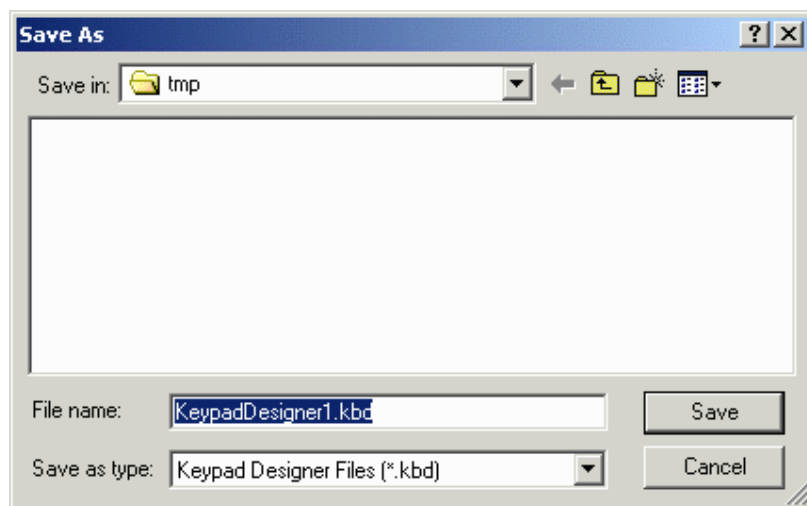 Save As
Save in: tmp
File name: KeypadDesigner1.kbd Save
Save as type: Keypad Designer Files (*.kbd) Cancel